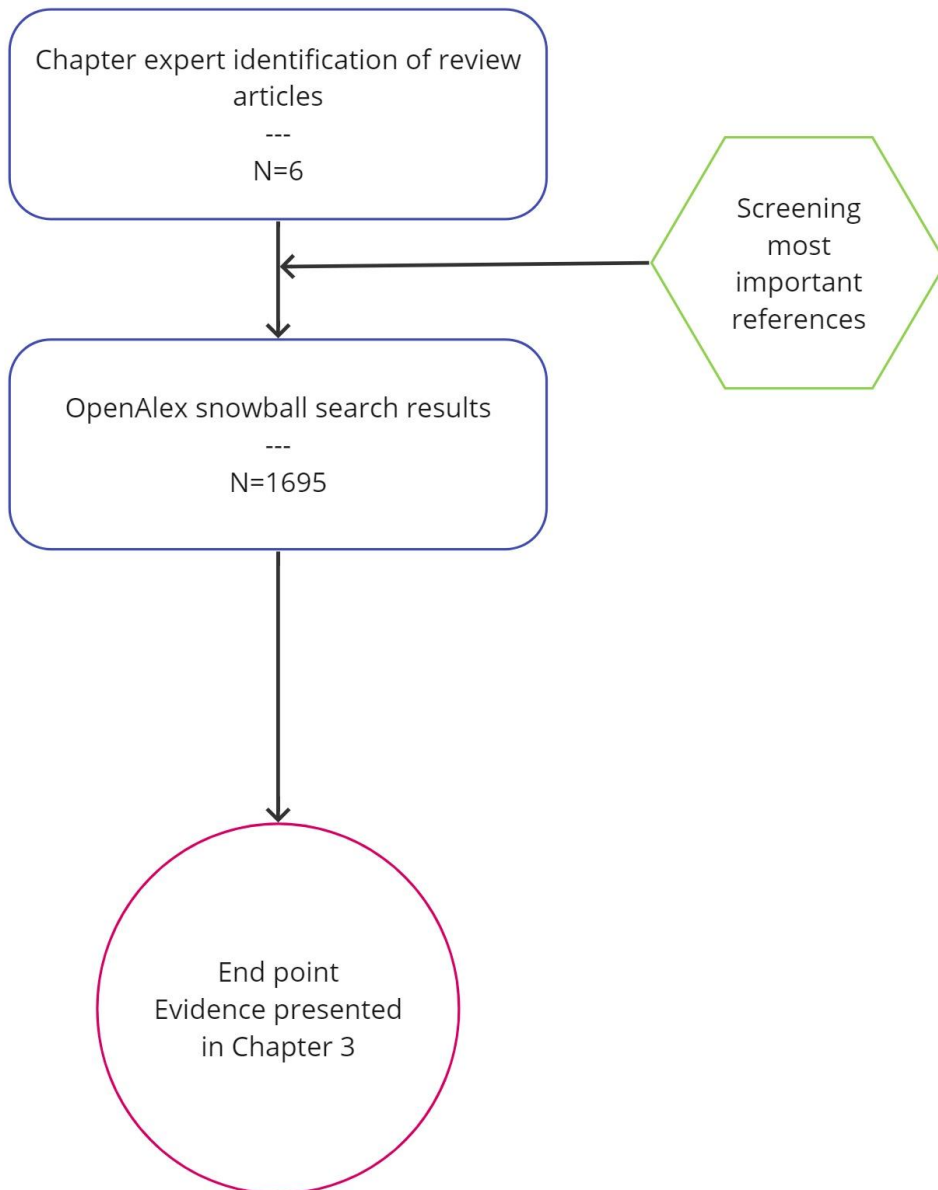 Chapter expert identification of review
articles
---
N=6
Screening
most
important
references
OpenAlex snowball search results
---
N=1695
End point
Evidence presented
in Chapter 3